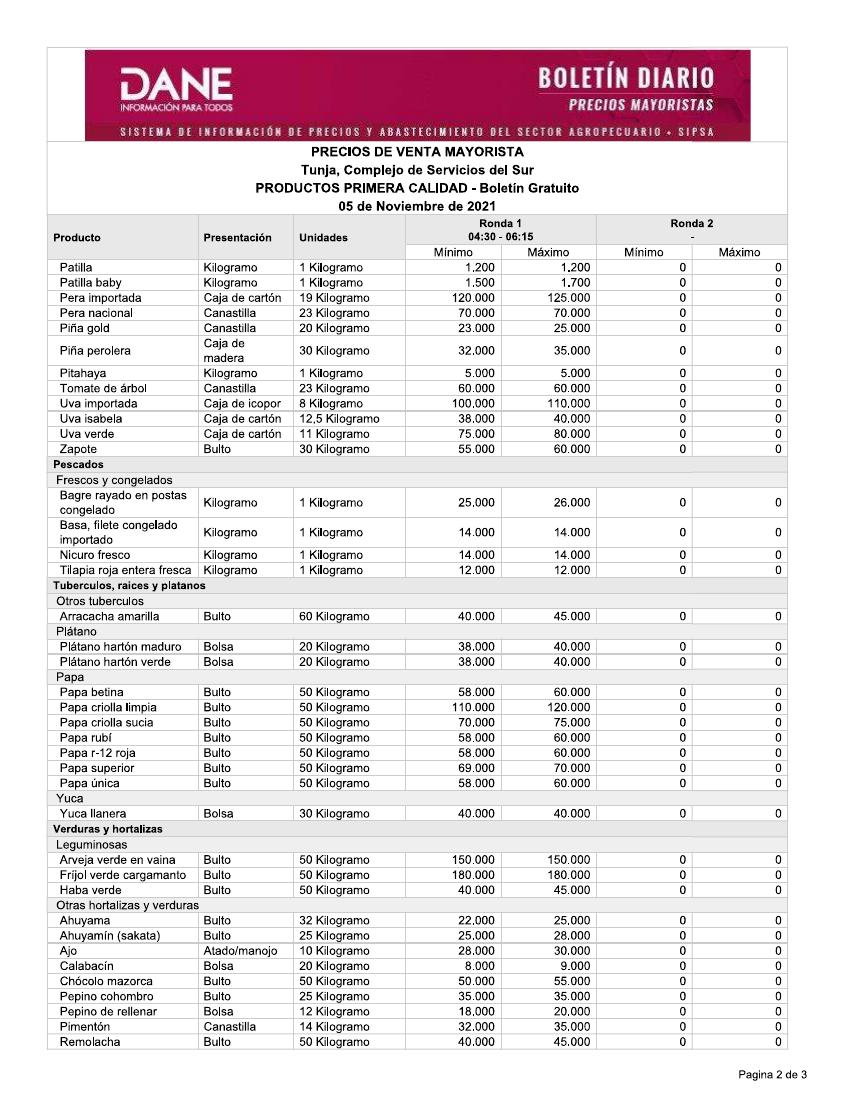 DANE
INFORMACIÓN PARA TODOS
BOLETÍN DIARIO
PRECIOS MAYORISTAS
SISTEMA DE INFORMACIÓN DE PRECIOS Y ABASTECIMIENTO DEL SECTOR AGROPECUARIO • SIPSA
PRECIOS DE VENTA MAYORISTA
Tunja, Complejo de Servicios del Sur
PRODUCTOS PRIMERA CALIDAD - Boletín Gratuito
05 de Noviembre de 2021
Producto Presentación Unidades Ronda 1 04:30 - 06:15 Ronda 2 -
Mínimo Máximo Mínimo Máximo
Patilla Kilogramo 1 Kilogramo 1.200 1.200 0 0
Patilla baby Kilogramo 1 Kilogramo 1.500 1.700 0 0
Pera importada Caja de cartón 19 Kilogramo 120.000 125.000 0 0
Pera nacional Canastilla 23 Kilogramo 70.000 70.000 0 0
Piña gold Canastilla 20 Kilogramo 23.000 25.000 0 0
Piña perolera Caja de madera 30 Kilogramo 32.000 35.000 0 0
Pitahaya Kilogramo 1 Kilogramo 5.000 5.000 0 0
Tomate de árbol Canastilla 23 Kilogramo 60.000 60.000 0 0
Uva importada Caja de icopor 8 Kilogramo 100.000 110.000 0 0
Uva isabela Caja de cartón 12,5 Kilogramo 38.000 40.000 0 0
Uva verde Caja de cartón 11 Kilogramo 75.000 80.000 0 0
Zapote Bulto 30 Kilogramo 55.000 60.000 0 0
Pescados
Frescos y congelados
Bagre rayado en postas congelado Kilogramo 1 Kilogramo 25.000 26.000 0 0
Basa, filete congelado importado Kilogramo 1 Kilogramo 14.000 14.000 0 0
Nicuro fresco Kilogramo 1 Kilogramo 14.000 14.000 0 0
Tilapia roja entera fresca Kilogramo 1 Kilogramo 12.000 12.000 0 0
Tuberculos, raices y platanos
Otros tuberculos
Arracacha amarilla Bulto 60 Kilogramo 40.000 45.000 0 0
Plátano
Plátano hartón maduro Bolsa 20 Kilogramo 38.000 40.000 0 0
Plátano hartón verde Bolsa 20 Kilogramo 38.000 40.000 0 0
Papa
Papa betina Bulto 50 Kilogramo 58.000 60.000 0 0
Papa criolla limpia Bulto 50 Kilogramo 110.000 120.000 0 0
Papa criolla sucia Bulto 50 Kilogramo 70.000 75.000 0 0
Papa rubí Bulto 50 Kilogramo 58.000 60.000 0 0
Papa r-12 roja Bulto 50 Kilogramo 58.000 60.000 0 0
Papa superior Bulto 50 Kilogramo 69.000 70.000 0 0
Papa única Bulto 50 Kilogramo 58.000 60.000 0 0
Yuca
Yuca llanera Bolsa 30 Kilogramo 40.000 40.000 0 0
Verduras y hortalizas
Leguminosas
Arveja verde en vaina Bulto 50 Kilogramo 150.000 150.000 0 0
Fríjol verde cargamanto Bulto 50 Kilogramo 180.000 180.000 0 0
Haba verde Bulto 50 Kilogramo 40.000 45.000 0 0
Otras hortalizas y verduras
Ahuyama Bulto 32 Kilogramo 22.000 25.000 0 0
Ahuyamín (sakata) Bulto 25 Kilogramo 25.000 28.000 0 0
Ajo Atado/manojo 10 Kilogramo 28.000 30.000 0 0
Calabacín Bolsa 20 Kilogramo 8.000 9.000 0 0
Chócolo mazorca Bulto 50 Kilogramo 50.000 55.000 0 0
Pepino cohombro Bulto 25 Kilogramo 35.000 35.000 0 0
Pepino de rellenar Bolsa 12 Kilogramo 18.000 20.000 0 0
Pimentón Canastilla 14 Kilogramo 32.000 35.000 0 0
Remolacha Bulto 50 Kilogramo 40.000 45.000 0 0
Pagina 2 de 3